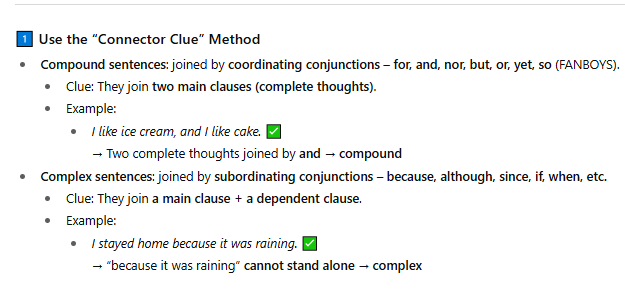 1 Use the “Connector Clue” Method
Compound sentences: joined by coordinating conjunctions – for, and, nor, but, or, yet, so (FANBOYS).
Clue: They join two main clauses (complete thoughts).
Example:
I like ice cream, and I like cake. ✅
→ Two complete thoughts joined by and → compound
Complex sentences: joined by subordinating conjunctions – because, although, since, if, when, etc.
Clue: They join a main clause + a dependent clause.
Example:
I stayed home because it was raining. ✅
→ “because it was raining” cannot stand alone → complex